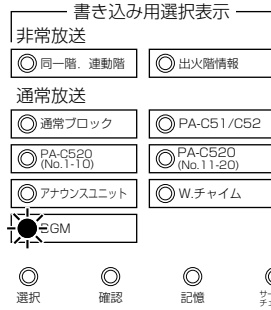 書き込み用選択表示
非常放送
同一階．連動階
出火階情報
通常放送
通常ブロック
PA-C51/C52
PA-C520
(No.1-10)
PA-C520
(No.11-20)
アナウンスユニット
W.チャイム
GM
選択
確認
記憶